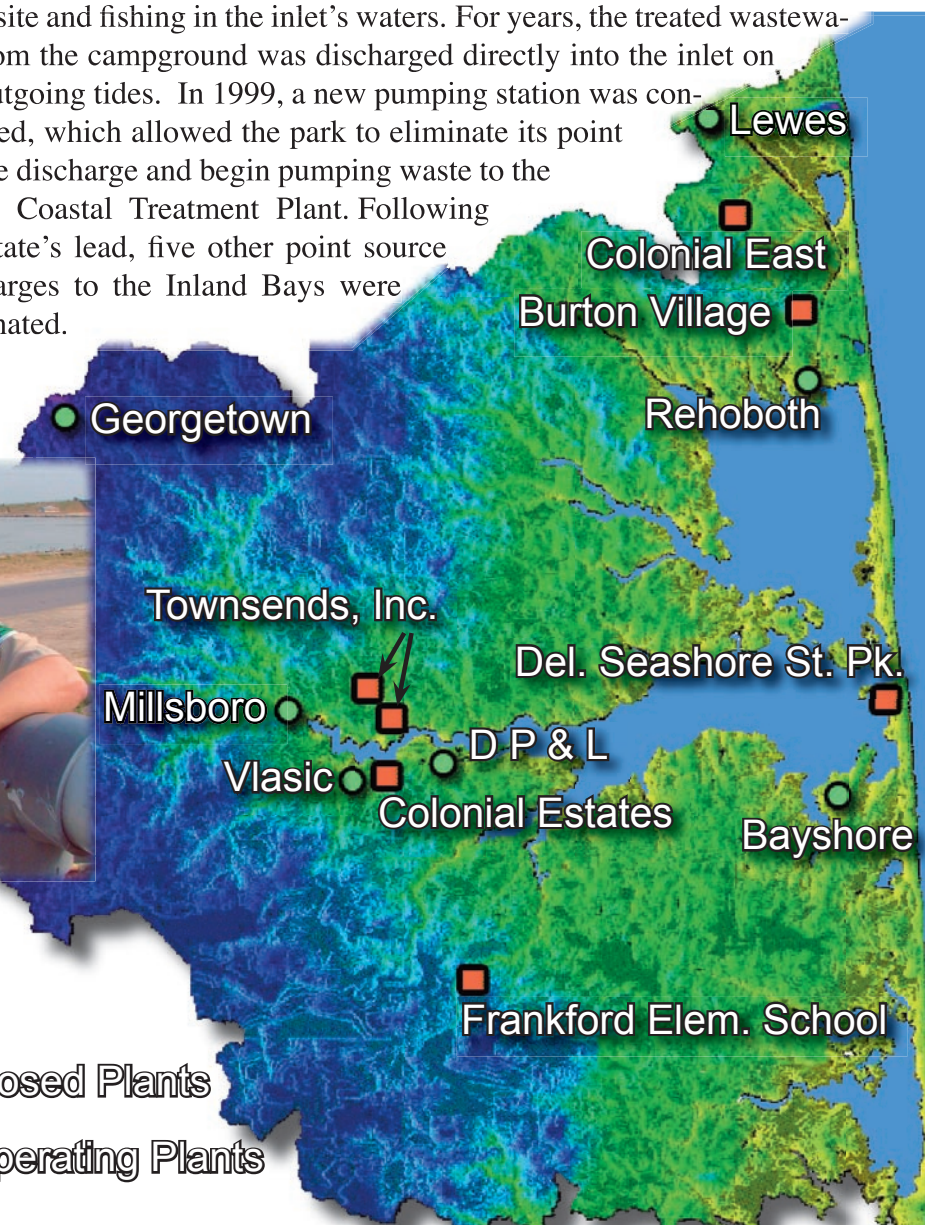 site and fishing in the inlet's waters. For years, the treated wastewa-
om the campground was discharged directly into the inlet on
utgoing tides. In 1999, a new pumping station was con-
ed, which allowed the park to eliminate its point
e discharge and begin pumping waste to the
Coastal Treatment Plant. Following
tate's lead, five other point source
arges to the Inland Bays were
nated.
Lewes
Colonial East
Burton Village
Rehoboth
Georgetown
Townsends, Inc.
Del. Seashore St. Pk.
Millsboro
D P & L
Vlasic
Colonial Estates
Bayshore
Frankford Elem. School
osed Plants
perating Plants